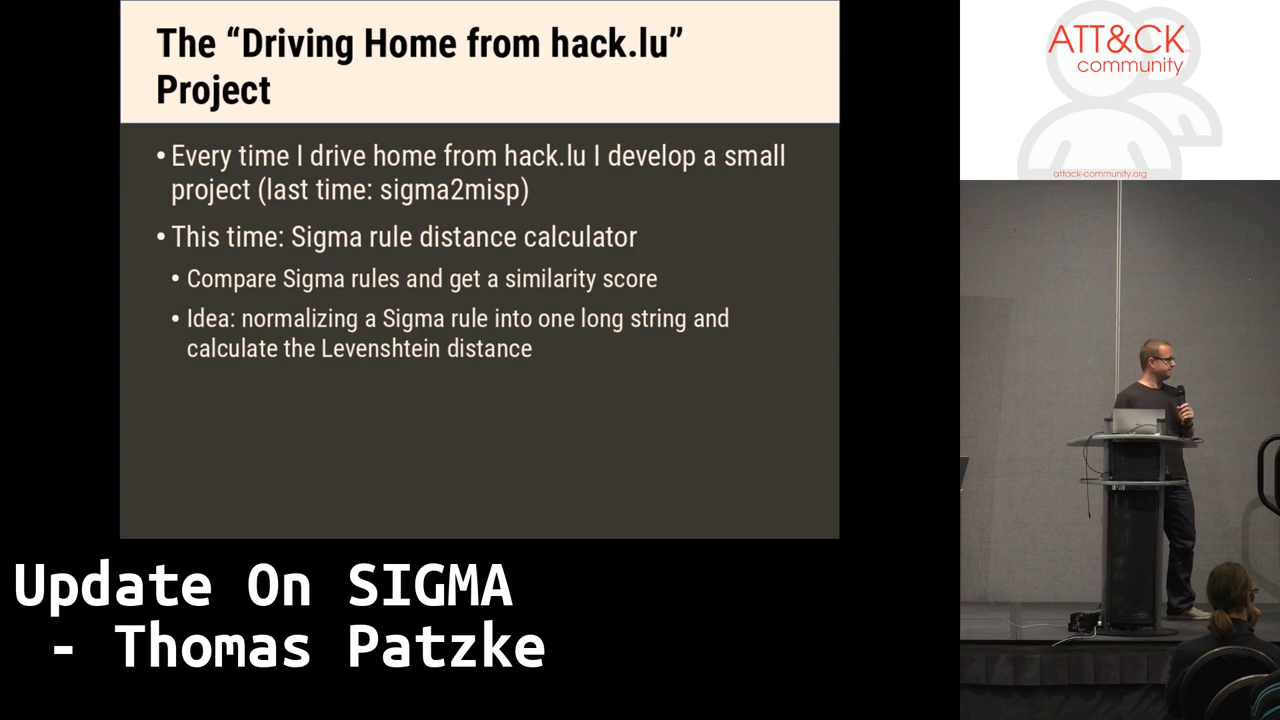 The “Driving Home from hack.lu”
Project
• Every time I drive home from hack.lu I develop a small
project (last time: sigma2misp)
• This time: Sigma rule distance calculator
• Compare Sigma rules and get a similarity score
• Idea: normalizing a Sigma rule into one long string and
calculate the Levenshtein distance
ATT&CK
community
attack-community.org
Update On SIGMA
- Thomas Patzke